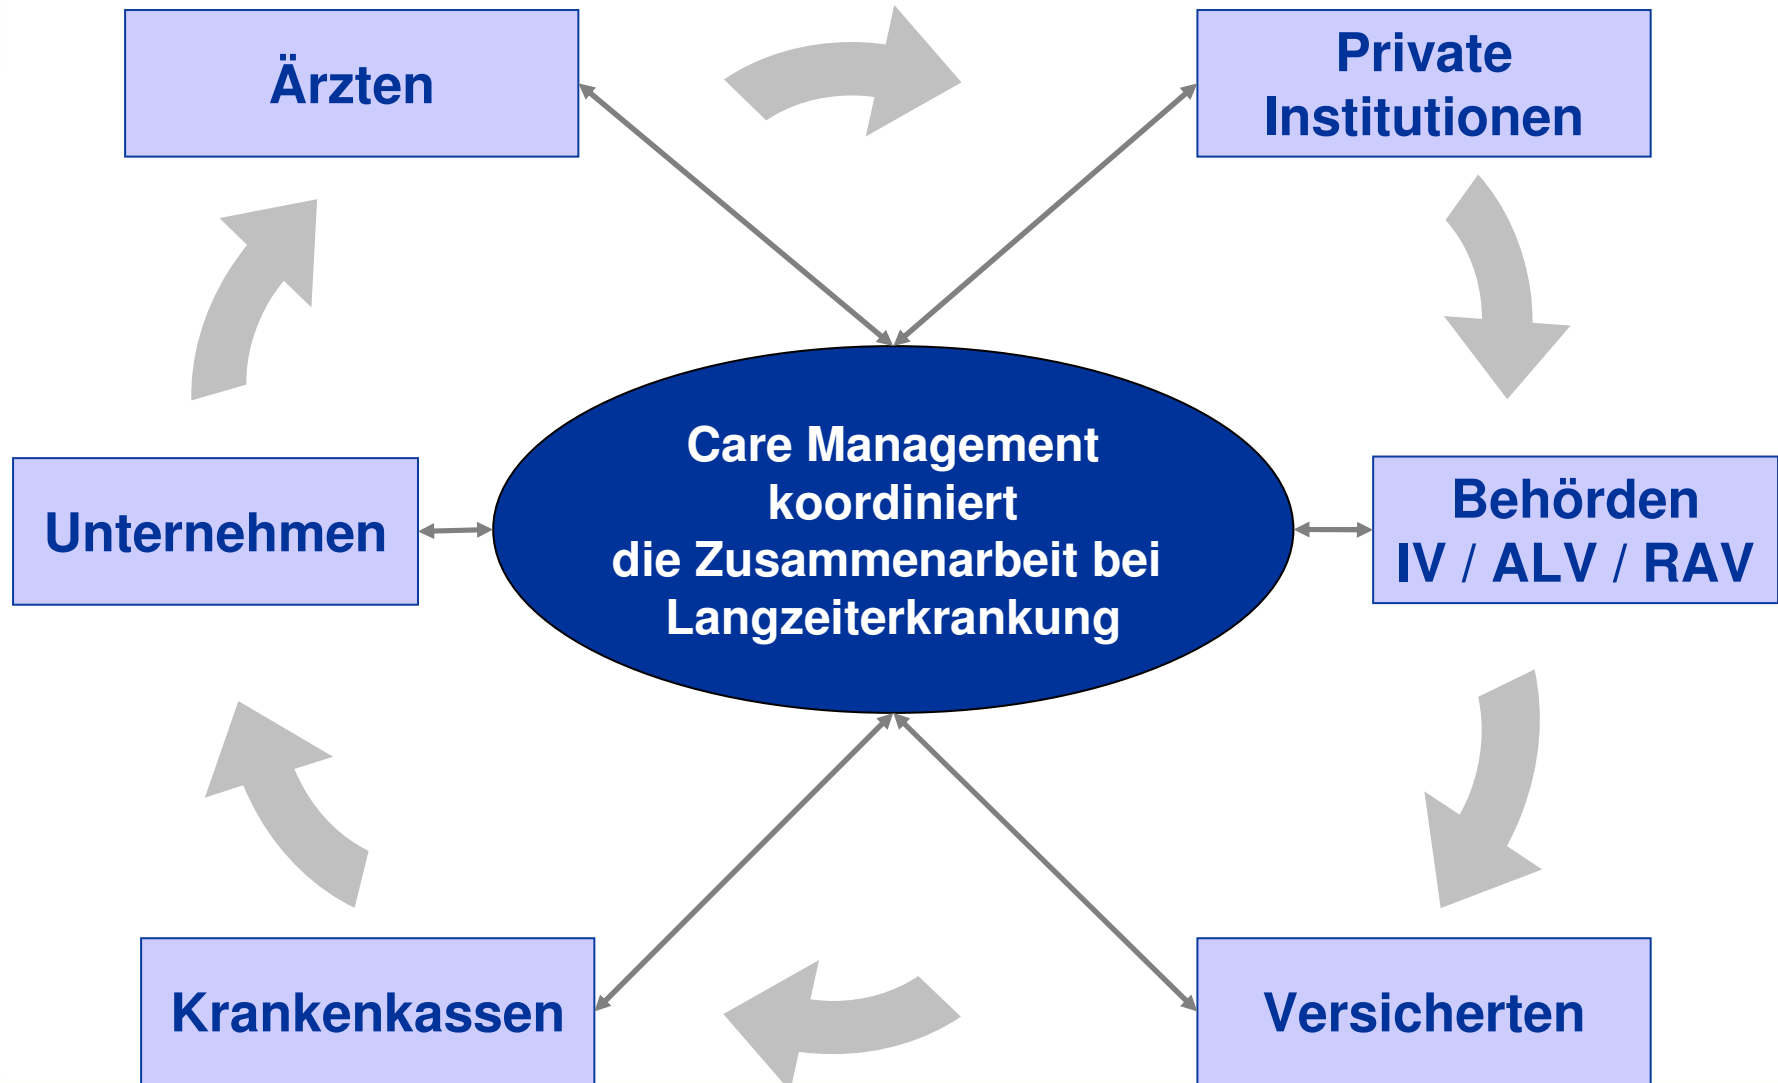 Ärzten
Private
Institutionen
Care Management
koordiniert
die Zusammenarbeit bei
Langzeiterkrankung
Unternehmen
Behörden
IV / ALV / RAV
Krankenkassen
Versicherten